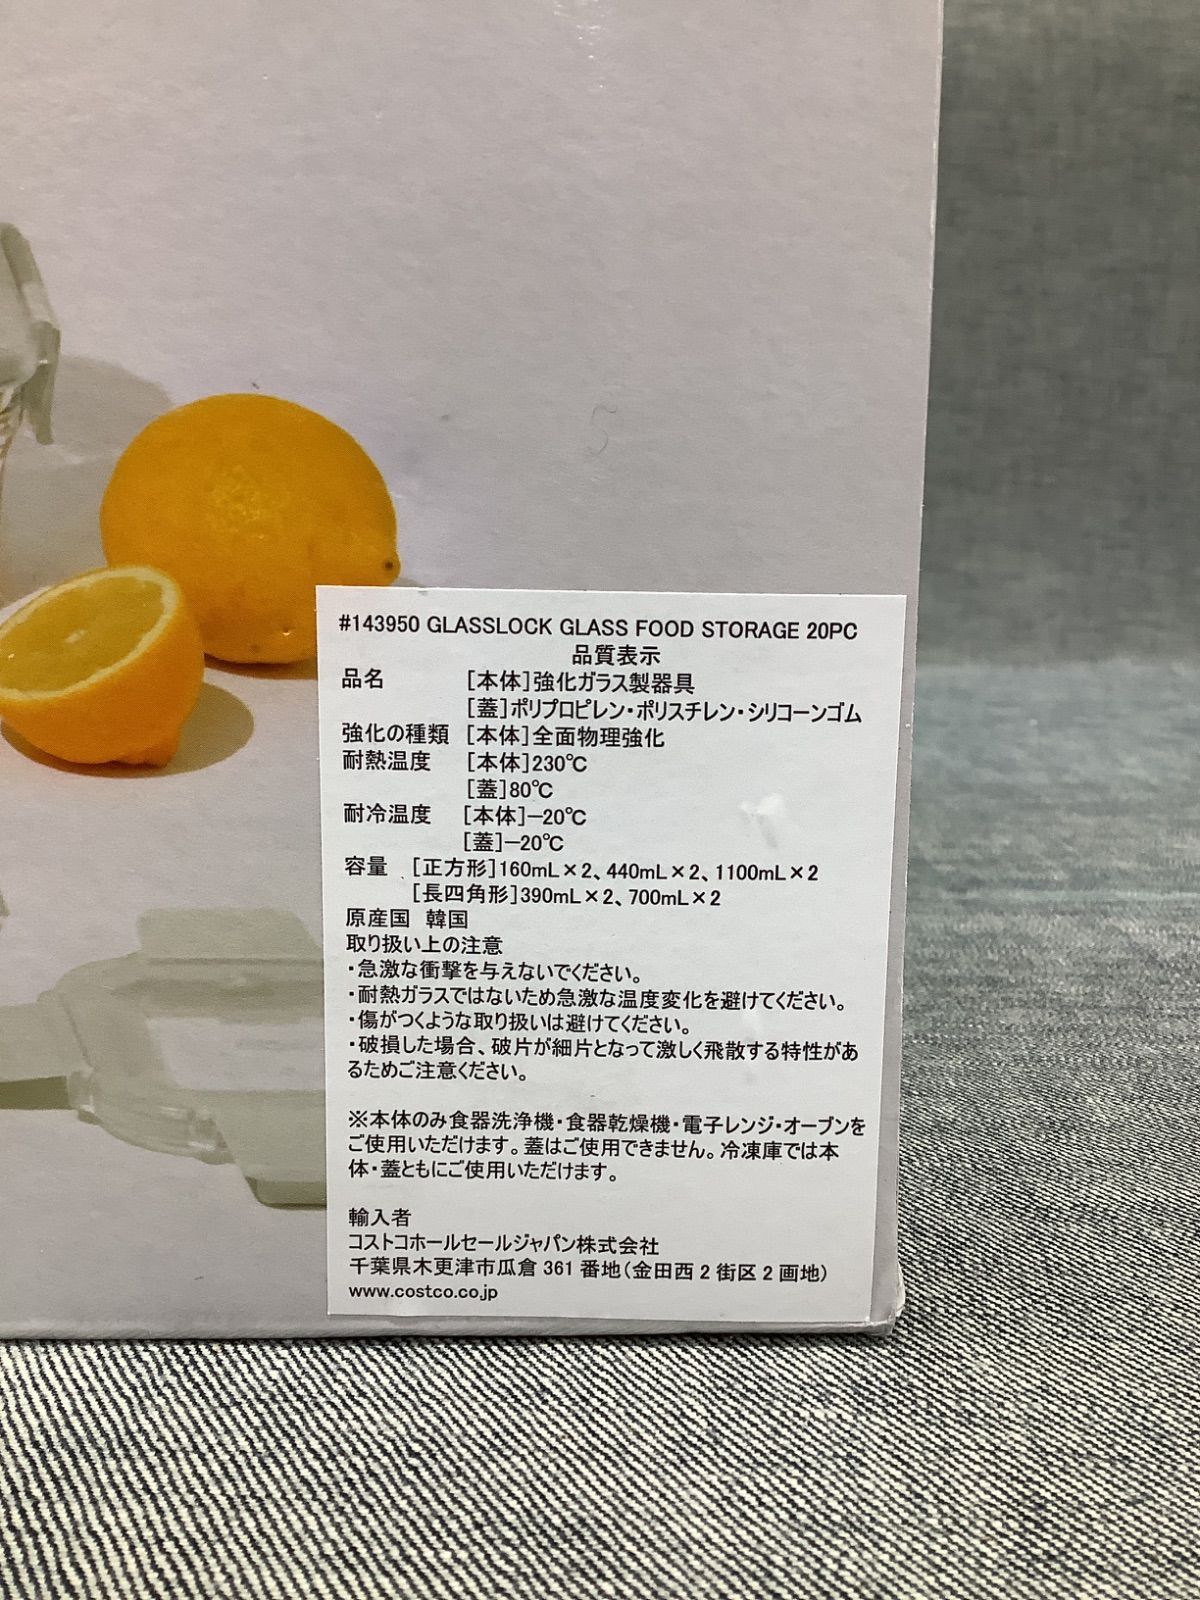 #143950 GLASSLOCK GLASS FOOD STORAGE 20PC
品質表示
品名 [本体]強化ガラス製器具
[蓋]ポリプロピレン・ポリスチレン・シリコーンゴム
強化の種類 [本体]全面物理強化
耐熱温度 [本体]230℃
[蓋]80℃
耐冷温度 [本体]－20℃
[蓋]－20℃
容量 [正方形]160mL×2、440mL×2、1100mL×2
[長四角形]390mL×2、700mL×2
原産国 韓国
取り扱い上の注意
・急激な衝撃を与えないでください。
・耐熱ガラスではないため急激な温度変化を避けてください。
・傷がつくような取り扱いは避けてください。
・破損した場合、破片が細片となって激しく飛散する特性があ
るためご注意ください。
※本体のみ食器洗浄機・食器乾燥機・電子レンジ・オーブンを
ご使用いただけます。蓋はご使用できません。冷凍庫では本
体・蓋ともにご使用いただけます。
輸入者
コストコホールセールジャパン株式会社
千葉県木更津市瓜倉 361 番地(金田西 2 街区 2 画地)
www.costco.co.jp